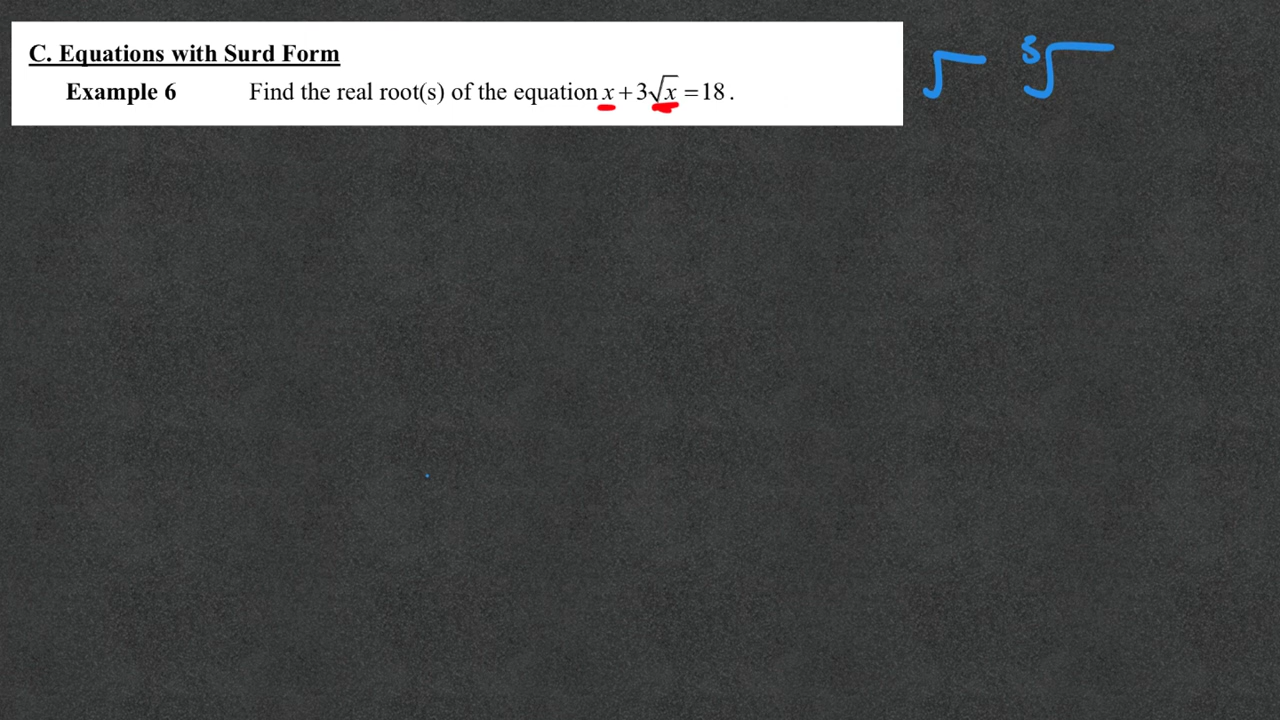 C. Equations with Surd Form
Example 6 Find the real root(s) of the equation x + 3√x = 18 .
√ ³√